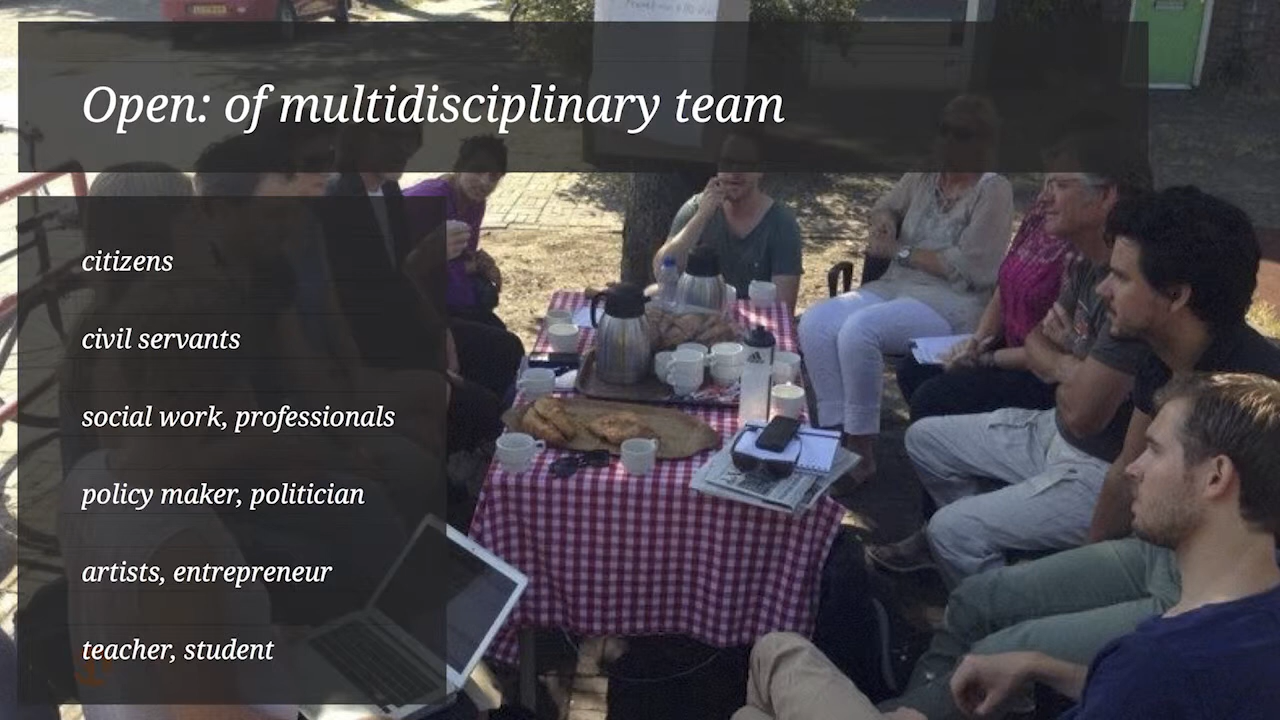 Open: of multidisciplinary team
citizens
civil servants
social work, professionals
policy maker, politician
artists, entrepreneur
teacher, student